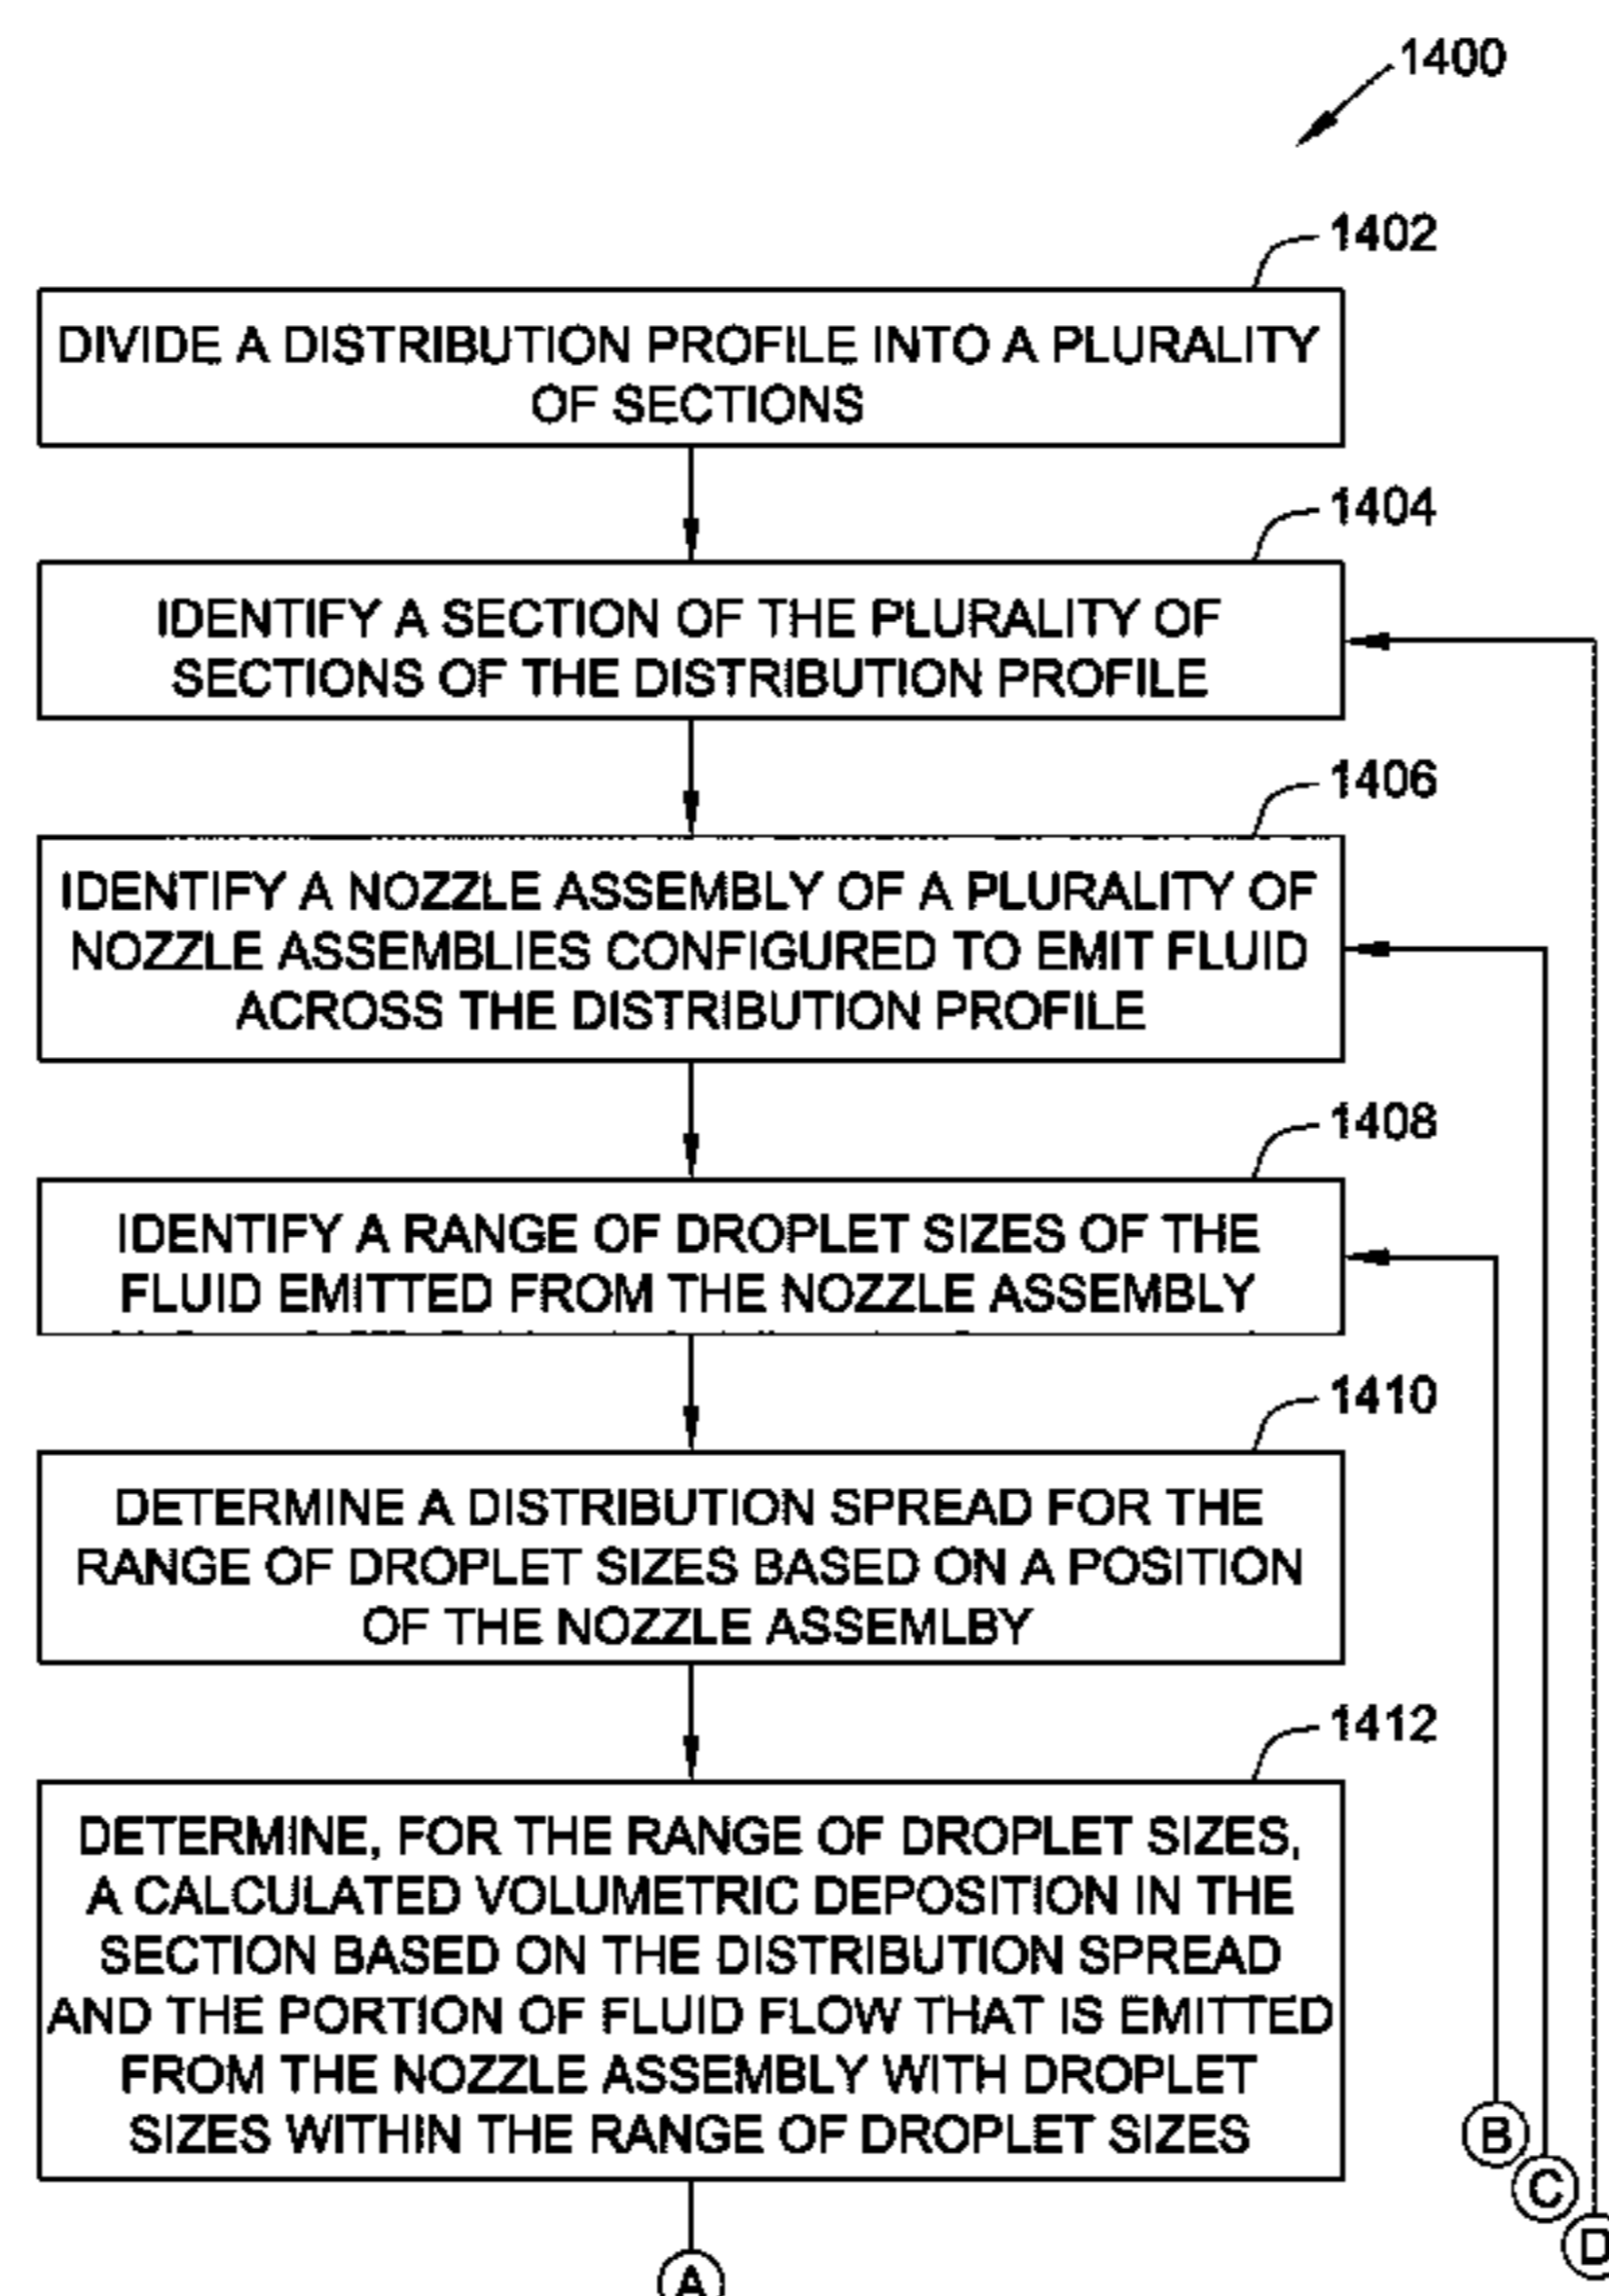 1400
1402
DIVIDE A DISTRIBUTION PROFILE INTO A PLURALITY
OF SECTIONS
1404
IDENTIFY A SECTION OF THE PLURALITY OF
SECTIONS OF THE DISTRIBUTION PROFILE
1406
IDENTIFY A NOZZLE ASSEMBLY OF A PLURALITY OF
NOZZLE ASSEMBLIES CONFIGURED TO EMIT FLUID
ACROSS THE DISTRIBUTION PROFILE
1408
IDENTIFY A RANGE OF DROPLET SIZES OF THE
FLUID EMITTED FROM THE NOZZLE ASSEMBLY
1410
DETERMINE A DISTRIBUTION SPREAD FOR THE
RANGE OF DROPLET SIZES BASED ON A POSITION
OF THE NOZZLE ASSEMLBY
1412
DETERMINE, FOR THE RANGE OF DROPLET SIZES,
A CALCULATED VOLUMETRIC DEPOSITION IN THE
SECTION BASED ON THE DISTRIBUTION SPREAD
AND THE PORTION OF FLUID FLOW THAT IS EMITTED
FROM THE NOZZLE ASSEMBLY WITH DROPLET
SIZES WITHIN THE RANGE OF DROPLET SIZES
B
C
D
A